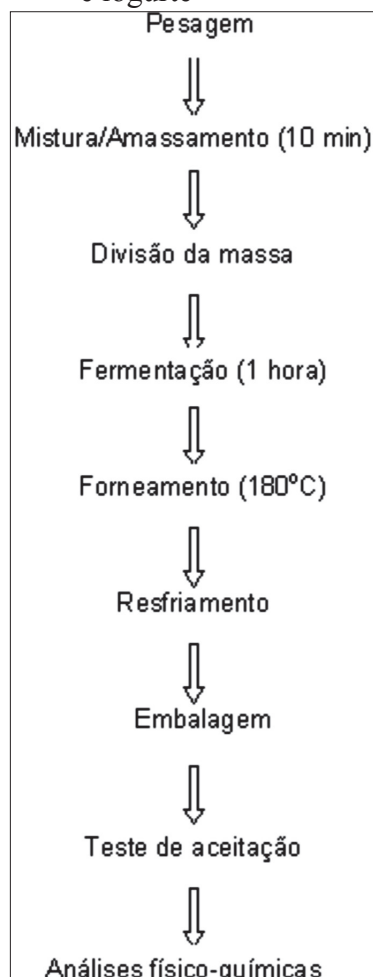 e iogurte
Pesagem
Mistura/Amassamento (10 min)
Divisão da massa
Fermentação (1 hora)
Forneamento (180ºC)
Resfriamento
Embalagem
Teste de aceitação
Análises físico-químicas